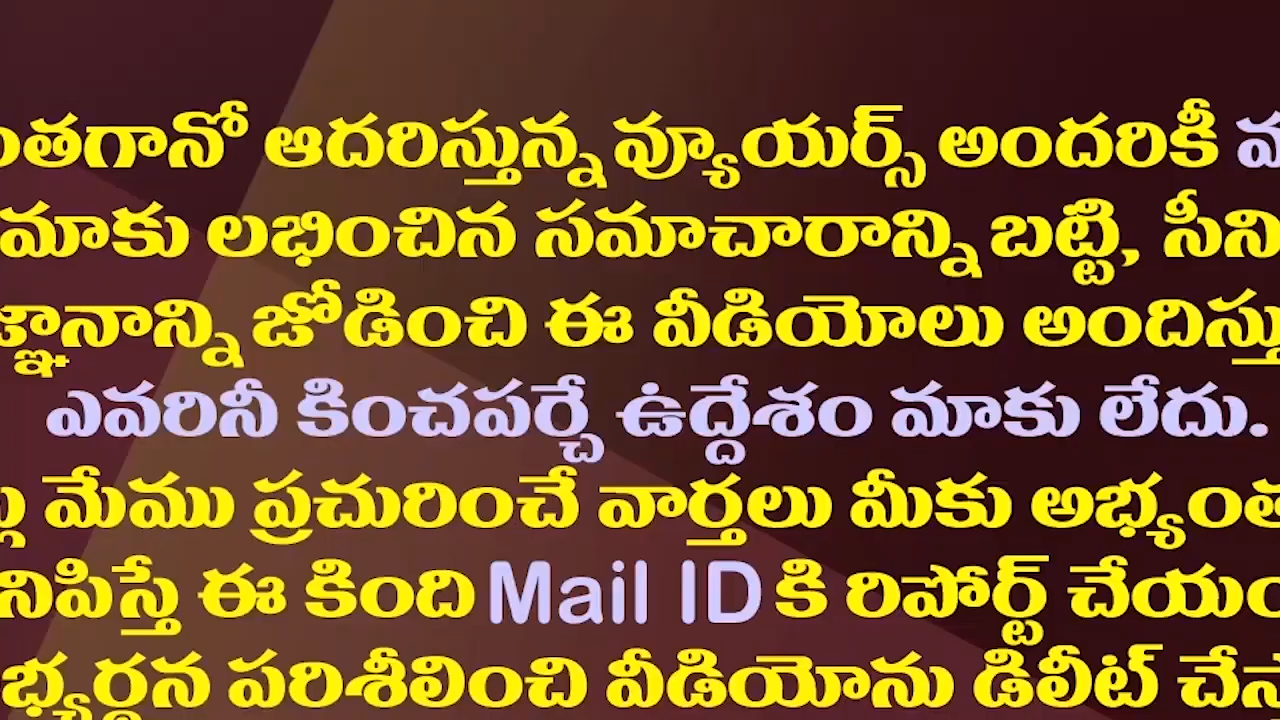 ంతగానో ఆదరిస్తున్న వ్యూయర్స్ అందరికీ
మాకు లభించిన సమాచారాన్ని బట్టి, సీని
జ్ఞానాన్ని జోడించి ఈ వీడియోలు అందిస్తు
ఎవరినీ కించపర్చే ఉద్దేశం మాకు లేదు.
మేము ప్రచురించే వార్తలు మీకు అభ్యంత
నిపిస్తే ఈ కింది Mail ID కి రిపోర్ట్ చేయం
భ్యర్థన పరిశీలించి వీడియోను డిలీట్ చేస